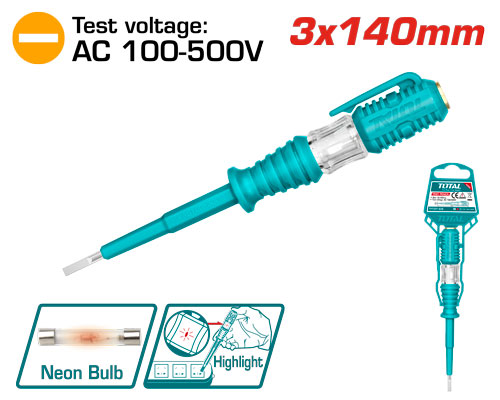 Test voltage:
AC 100-500V
3x140mm
TOTAL
Neon Bulb
Highlight